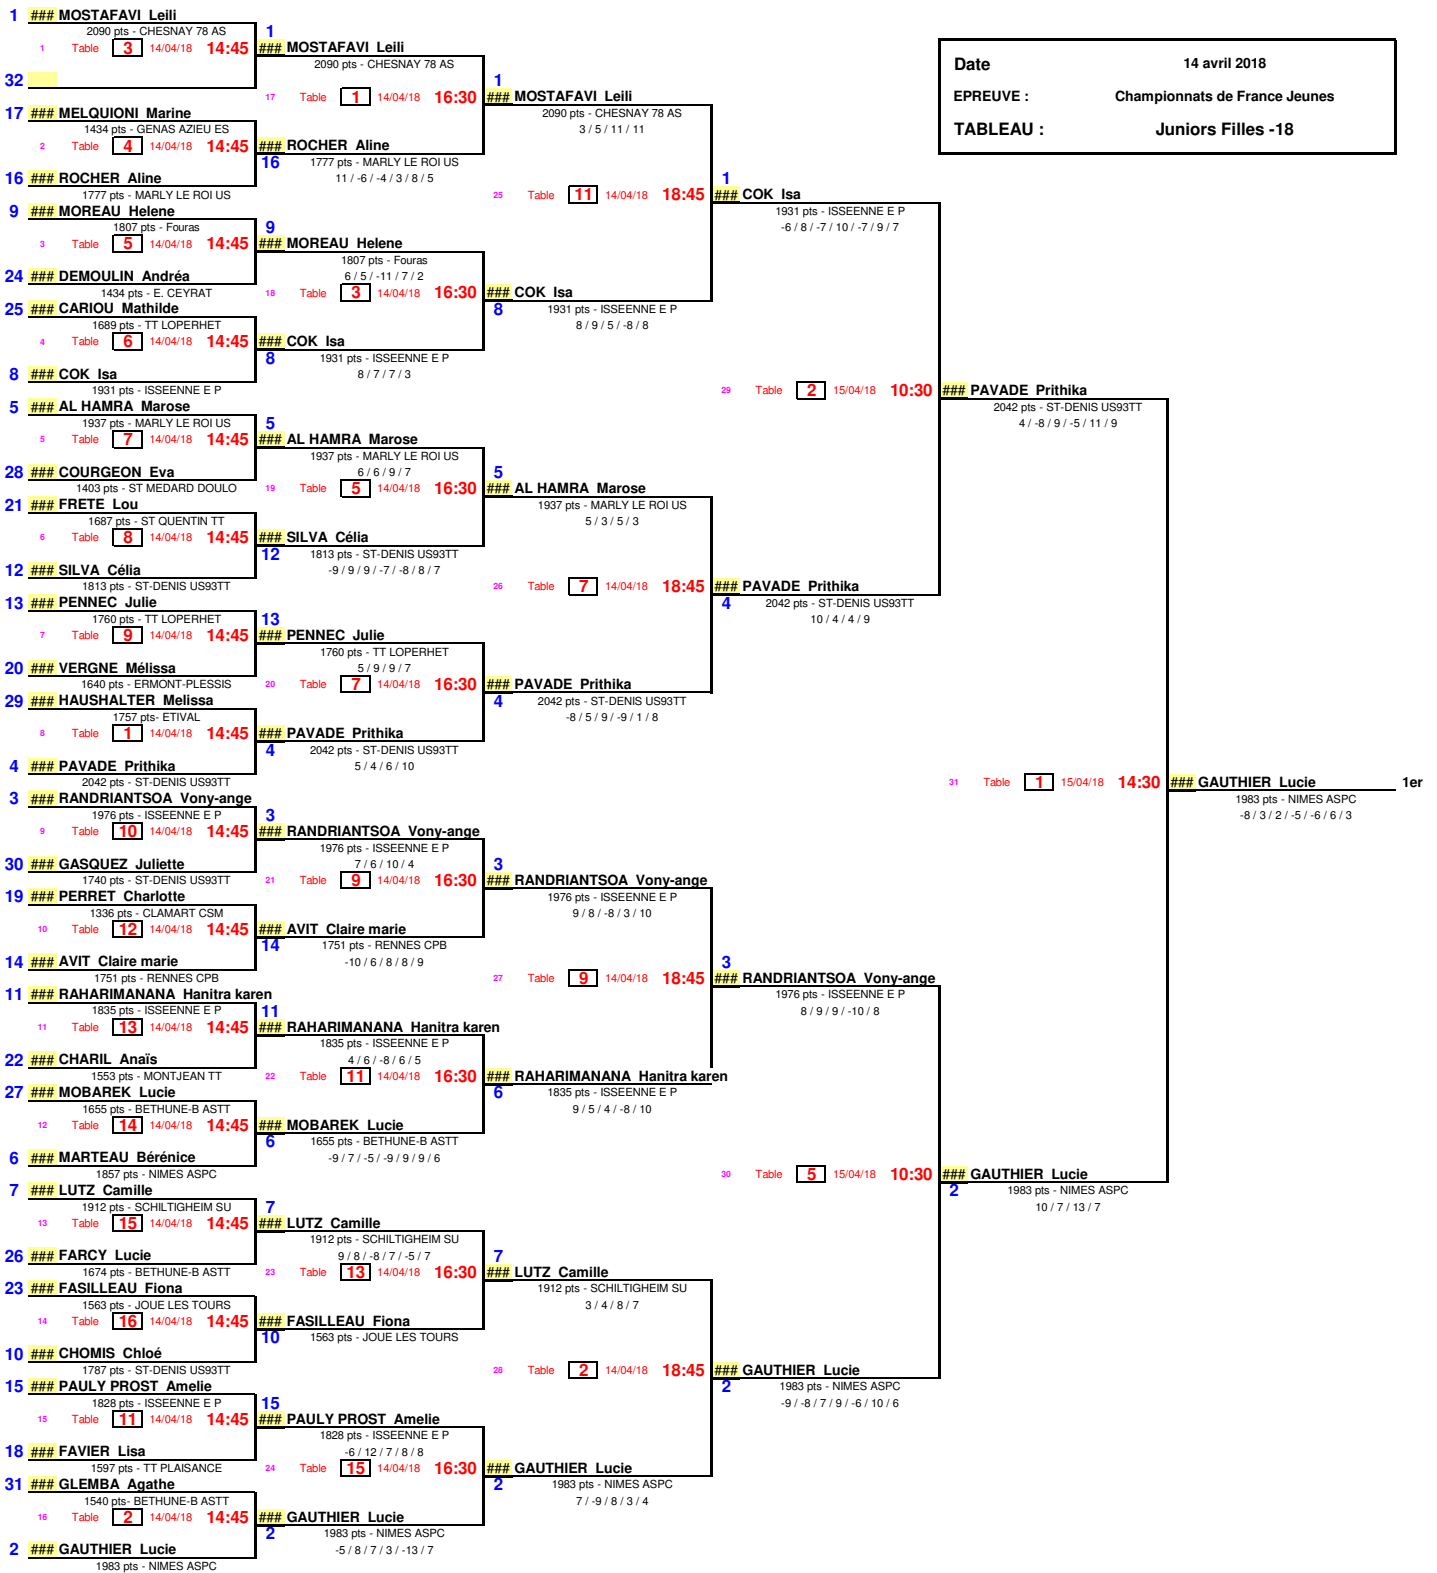 Date 14 avril 2018
EPREUVE : Championnats de France Jeunes
TABLEAU : Juniors Filles -18
1 ### MOSTAFAVI Leili
2090 pts - CHESNAY 78 AS
1 Table 3 14/04/18 14:45
32
17 ### MELQUIONI Marine
1434 pts - GENAS AZIEU ES
2 Table 4 14/04/18 14:45
16 ### ROCHER Aline
1777 pts - MARLY LE ROI US
9 ### MOREAU Helene
1807 pts - Fouras
3 Table 5 14/04/18 14:45
24 ### DEMOULIN Andréa
1434 pts - E. CEYRAT
25 ### CARIOU Mathilde
1689 pts - TT LOPERHET
4 Table 6 14/04/18 14:45
8 ### COK Isa
1931 pts - ISSEENNE E P
5 ### AL HAMRA Marose
1937 pts - MARLY LE ROI US
5 Table 7 14/04/18 14:45
28 ### COURGEON Eva
1403 pts - ST MEDARD DOULO
21 ### FRETE Lou
1687 pts - ST QUENTIN TT
6 Table 8 14/04/18 14:45
12 ### SILVA Célia
1813 pts - ST-DENIS US93TT
13 ### PENNEC Julie
1760 pts - TT LOPERHET
7 Table 9 14/04/18 14:45
20 ### VERGNE Mélissa
1640 pts - ERMONT-PLESSIS
29 ### HAUSHALTER Melissa
1757 pts- ETIVAL
8 Table 1 14/04/18 14:45
4 ### PAVADE Prithika
2042 pts - ST-DENIS US93TT
3 ### RANDRIANTSOA Vony-ange
1976 pts - ISSEENNE E P
9 Table 10 14/04/18 14:45
30 ### GASQUEZ Juliette
1740 pts - ST-DENIS US93TT
19 ### PERRET Charlotte
1336 pts - CLAMART CSM
10 Table 12 14/04/18 14:45
14 ### AVIT Claire marie
1751 pts - RENNES CPB
11 ### RAHARIMANANA Hanitra karen
1835 pts - ISSEENNE E P
11 Table 13 14/04/18 14:45
22 ### CHARIL Anaïs
1553 pts - MONTJEAN TT
27 ### MOBAREK Lucie
1655 pts - BETHUNE-B ASTT
12 Table 14 14/04/18 14:45
6 ### MARTEAU Bérénice
1857 pts - NIMES ASPC
7 ### LUTZ Camille
1912 pts - SCHILTIGHEIM SU
13 Table 15 14/04/18 14:45
26 ### FARCY Lucie
1674 pts - BETHUNE-B ASTT
23 ### FASILLEAU Fiona
1563 pts - JOUE LES TOURS
14 Table 16 14/04/18 14:45
10 ### CHOMIS Chloé
1787 pts - ST-DENIS US93TT
15 ### PAULY PROST Amelie
1828 pts - ISSEENNE E P
15 Table 11 14/04/18 14:45
18 ### FAVIER Lisa
1597 pts - TT PLAISANCE
31 ### GLEMBA Agathe
1540 pts- BETHUNE-B ASTT
16 Table 2 14/04/18 14:45
2 ### GAUTHIER Lucie
1983 pts - NIMES ASPC
1
### MOSTAFAVI Leili
2090 pts - CHESNAY 78 AS
17 Table 1 14/04/18 16:30
### ROCHER Aline
16 1777 pts - MARLY LE ROI US
11 / -6 / -4 / 3 / 8 / 5
9
### MOREAU Helene
1807 pts - Fouras
6 / 5 / -11 / 7 / 2
18 Table 3 14/04/18 16:30
### COK Isa
8 1931 pts - ISSEENNE E P
8 / 7 / 7 / 3
5
### AL HAMRA Marose
1937 pts - MARLY LE ROI US
6 / 6 / 9 / 7
19 Table 5 14/04/18 16:30
### SILVA Célia
12 1813 pts - ST-DENIS US93TT
-9 / 9 / 9 / -7 / -8 / 8 / 7
13
### PENNEC Julie
1760 pts - TT LOPERHET
5 / 9 / 9 / 7
20 Table 7 14/04/18 16:30
### PAVADE Prithika
4 2042 pts - ST-DENIS US93TT
5 / 4 / 6 / 10
3
### RANDRIANTSOA Vony-ange
1976 pts - ISSEENNE E P
7 / 6 / 10 / 4
21 Table 9 14/04/18 16:30
### AVIT Claire marie
14 1751 pts - RENNES CPB
-10 / 6 / 8 / 8 / 9
11
### RAHARIMANANA Hanitra karen
1835 pts - ISSEENNE E P
4 / 6 / -8 / 6 / 5
22 Table 11 14/04/18 16:30
### MOBAREK Lucie
6 1655 pts - BETHUNE-B ASTT
-9 / 7 / -5 / -9 / 9 / 9 / 6
7
### LUTZ Camille
1912 pts - SCHILTIGHEIM SU
9 / 8 / -8 / 7 / -5 / 7
23 Table 13 14/04/18 16:30
### FASILLEAU Fiona
10 1563 pts - JOUE LES TOURS
15
### PAULY PROST Amelie
1828 pts - ISSEENNE E P
-6 / 12 / 7 / 8 / 8
24 Table 15 14/04/18 16:30
### GAUTHIER Lucie
2 1983 pts - NIMES ASPC
-5 / 8 / 7 / 3 / -13 / 7
1
### MOSTAFAVI Leili
2090 pts - CHESNAY 78 AS
3 / 5 / 11 / 11
25 Table 11 14/04/18 18:45
### COK Isa
8 1931 pts - ISSEENNE E P
8 / 9 / 5 / -8 / 8
5
### AL HAMRA Marose
1937 pts - MARLY LE ROI US
5 / 3 / 5 / 3
26 Table 7 14/04/18 18:45
### PAVADE Prithika
4 2042 pts - ST-DENIS US93TT
-8 / 5 / 9 / -9 / 1 / 8
3
### RANDRIANTSOA Vony-ange
1976 pts - ISSEENNE E P
9 / 8 / -8 / 3 / 10
27 Table 9 14/04/18 18:45
### RAHARIMANANA Hanitra karen
6 1835 pts - ISSEENNE E P
9 / 5 / 4 / -8 / 10
7
### LUTZ Camille
1912 pts - SCHILTIGHEIM SU
3 / 4 / 8 / 7
28 Table 2 14/04/18 18:45
### GAUTHIER Lucie
2 1983 pts - NIMES ASPC
7 / -9 / 8 / 3 / 4
1
### COK Isa
1931 pts - ISSEENNE E P
-6 / 8 / -7 / 10 / -7 / 9 / 7
29 Table 2 15/04/18 10:30
### PAVADE Prithika
4 2042 pts - ST-DENIS US93TT
10 / 4 / 4 / 9
3
### RANDRIANTSOA Vony-ange
1976 pts - ISSEENNE E P
8 / 9 / 9 / -10 / 8
30 Table 5 15/04/18 10:30
### GAUTHIER Lucie
2 1983 pts - NIMES ASPC
-9 / -8 / 7 / 9 / -6 / 10 / 6
### PAVADE Prithika
2042 pts - ST-DENIS US93TT
4 / -8 / 9 / -5 / 11 / 9
31 Table 1 15/04/18 14:30
### GAUTHIER Lucie
2 1983 pts - NIMES ASPC
10 / 7 / 13 / 7
### GAUTHIER Lucie 1er
1983 pts - NIMES ASPC
-8 / 3 / 2 / -5 / -6 / 6 / 3